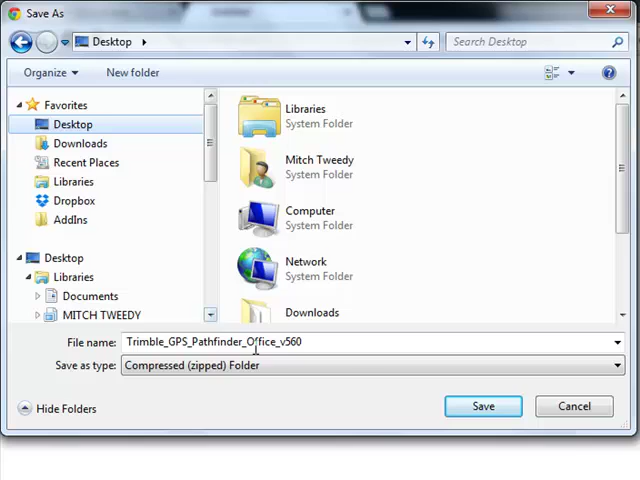 Save As
Desktop
Search Desktop
Organize
New folder
Favorites
Desktop
Downloads
Recent Places
Libraries
Dropbox
AddIns
Desktop
Libraries
Documents
MITCH TWEEDY
Libraries
System Folder
Mitch Tweedy
System Folder
Computer
System Folder
Network
System Folder
Downloads
File name: Trimble_GPS_Pathfinder_Office_v560
Save as type: Compressed (zipped) Folder
Hide Folders
Save
Cancel